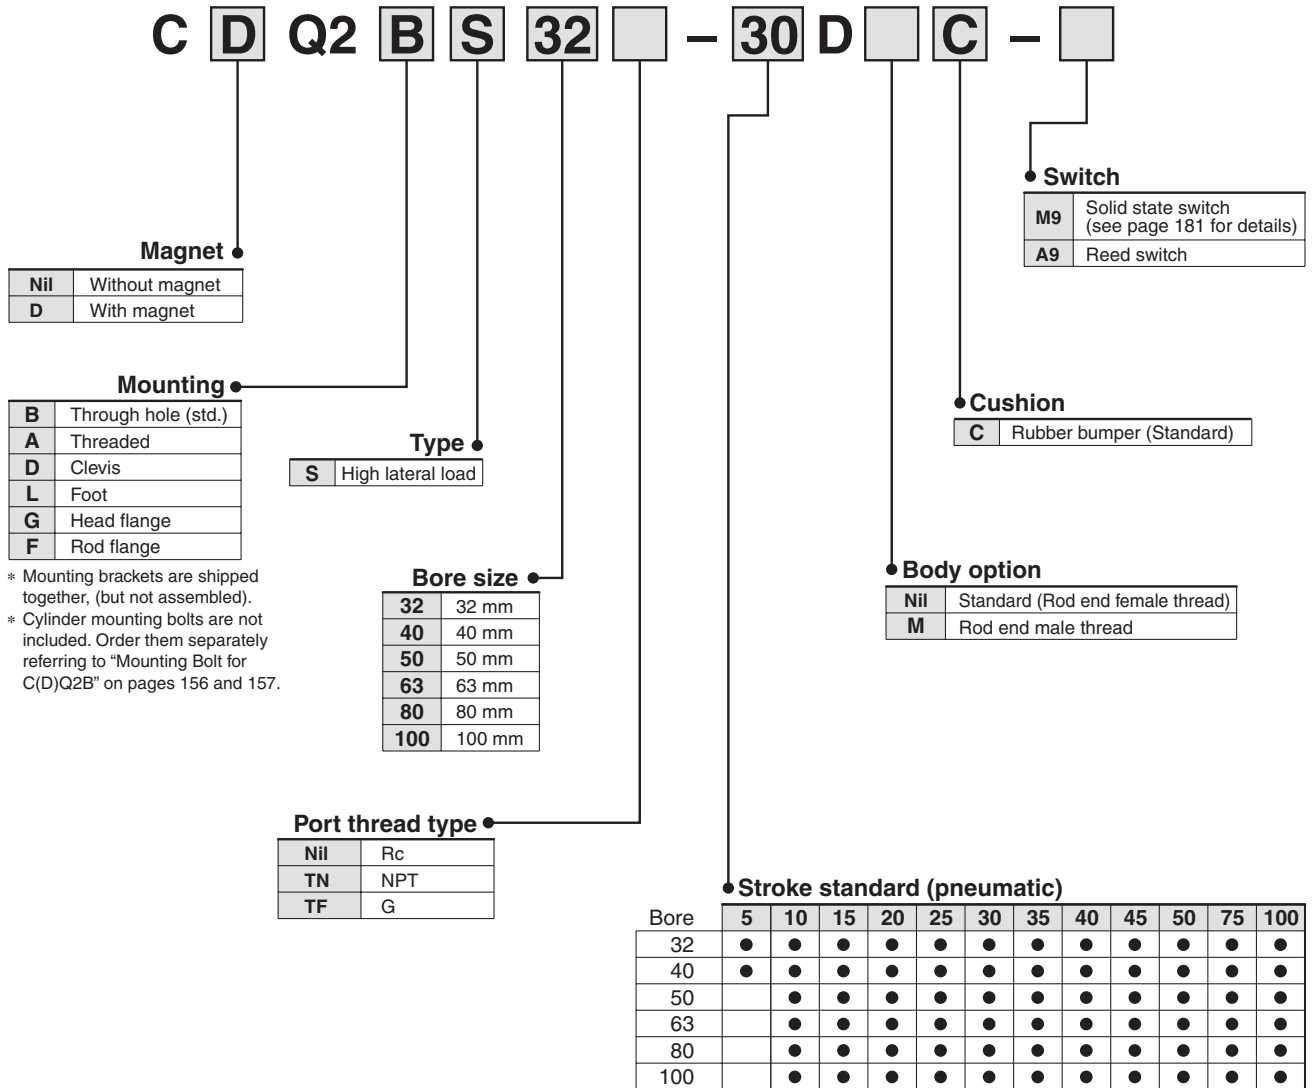 C D Q2 B S 32 – 30 D C –
Switch
M9 Solid state switch
(see page 181 for details)
A9 Reed switch
Magnet
Nil Without magnet
D With magnet
Mounting
B Through hole (std.)
A Threaded
D Clevis
L Foot
G Head flange
F Rod flange
* Mounting brackets are shipped
together, (but not assembled).
* Cylinder mounting bolts are not
included. Order them separately
referring to “Mounting Bolt for
C(D)Q2B” on pages 156 and 157.
Type
S High lateral load
Cushion
C Rubber bumper (Standard)
Bore size
32 32 mm
40 40 mm
50 50 mm
63 63 mm
80 80 mm
100 100 mm
Body option
Nil Standard (Rod end female thread)
M Rod end male thread
Port thread type
Nil Rc
TN NPT
TF G
Stroke standard (pneumatic)
Bore 5 10 15 20 25 30 35 40 45 50 75 100
32 ● ● ● ● ● ● ● ● ● ● ● ●
40 ● ● ● ● ● ● ● ● ● ● ● ●
50 ● ● ● ● ● ● ● ● ● ● ●
63 ● ● ● ● ● ● ● ● ● ● ●
80 ● ● ● ● ● ● ● ● ● ● ●
100 ● ● ● ● ● ● ● ● ● ● ●